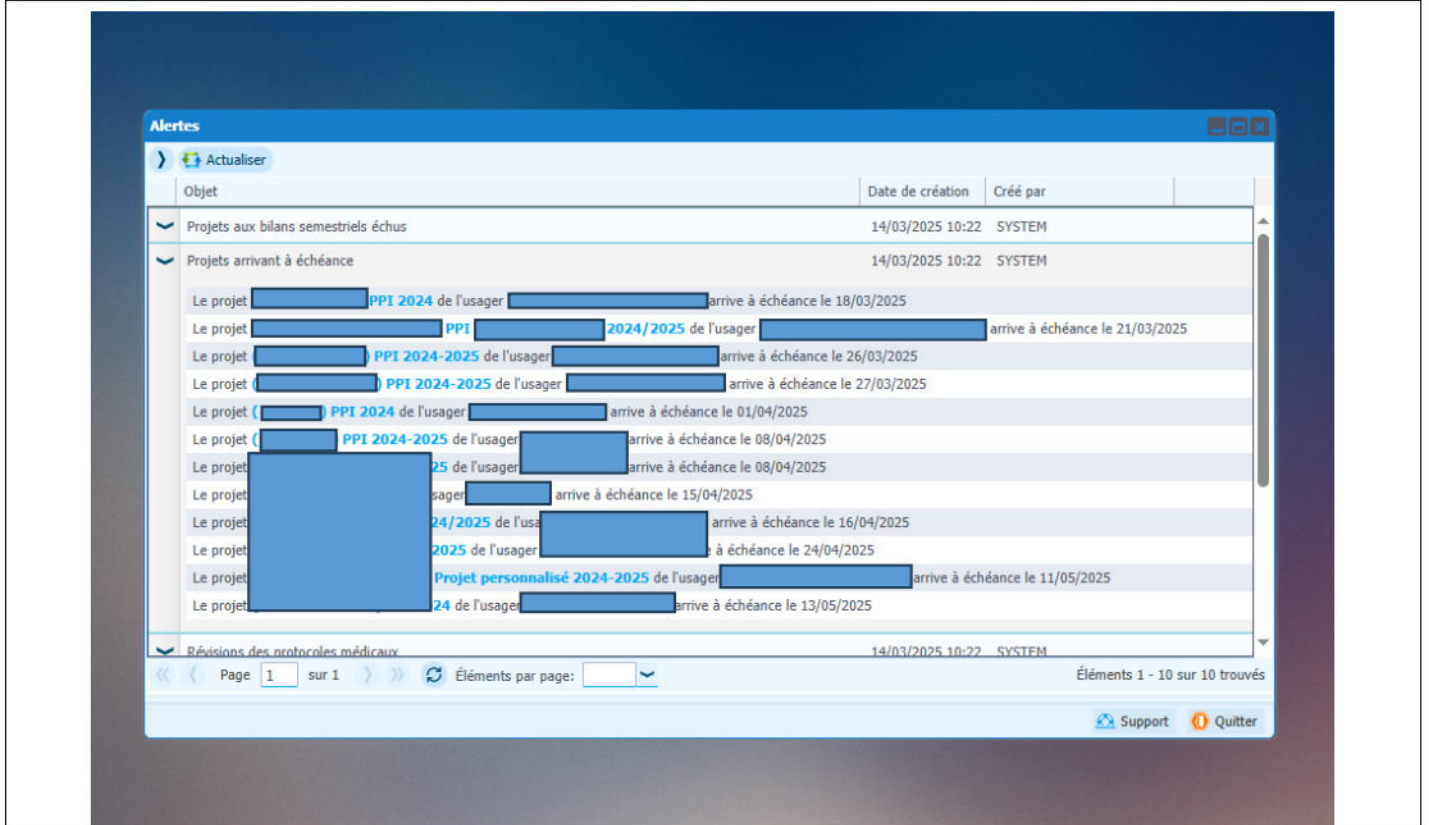 Alertes
Actualiser
Objet Date de création Créé par
Projets aux bilans semestriels échus 14/03/2025 10:22 SYSTEM
Projets arrivant à échéance 14/03/2025 10:22 SYSTEM
Le projet PPI 2024 de l'usager arrive à échéance le 18/03/2025
Le projet PPI 2024/2025 de l'usager arrive à échéance le 21/03/2025
Le projet ( ) PPI 2024-2025 de l'usager arrive à échéance le 26/03/2025
Le projet ( ) PPI 2024-2025 de l'usager arrive à échéance le 27/03/2025
Le projet ( ) PPI 2024 de l'usager arrive à échéance le 01/04/2025
Le projet ( PPI 2024-2025 de l'usager arrive à échéance le 08/04/2025
Le projet 25 de l'usager arrive à échéance le 08/04/2025
Le projet sager arrive à échéance le 15/04/2025
Le projet 24/2025 de l'usa arrive à échéance le 16/04/2025
Le projet 2025 de l'usager à échéance le 24/04/2025
Le projet Projet personnalisé 2024-2025 de l'usager arrive à échéance le 11/05/2025
Le projet 24 de l'usager arrive à échéance le 13/05/2025
Révisions des protocoles médicaux 14/03/2025 10:22 SYSTEM
Page 1 sur 1 Éléments par page: Éléments 1 - 10 sur 10 trouvés
Support Quitter